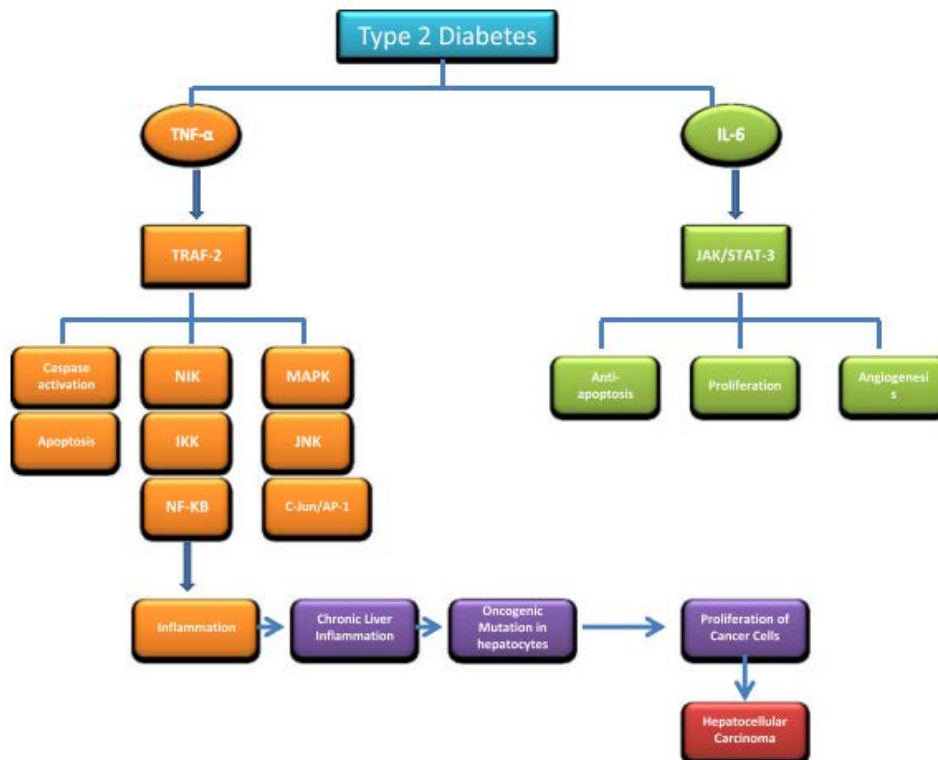 Type 2 Diabetes
TNF-α
IL-6
TRAF-2
JAK/STAT-3
Caspase
activation
NIK
MAPK
Anti-
apoptosis
Proliferation
Angiogenesi
s
Apoptosis
IKK
JNK
NF-KB
C-Jun/AP-1
Inflammation
Chronic Liver
Inflammation
Oncogenic
Mutation in
hepatocytes
Proliferation of
Cancer Cells
Hepatocellular
Carcinoma